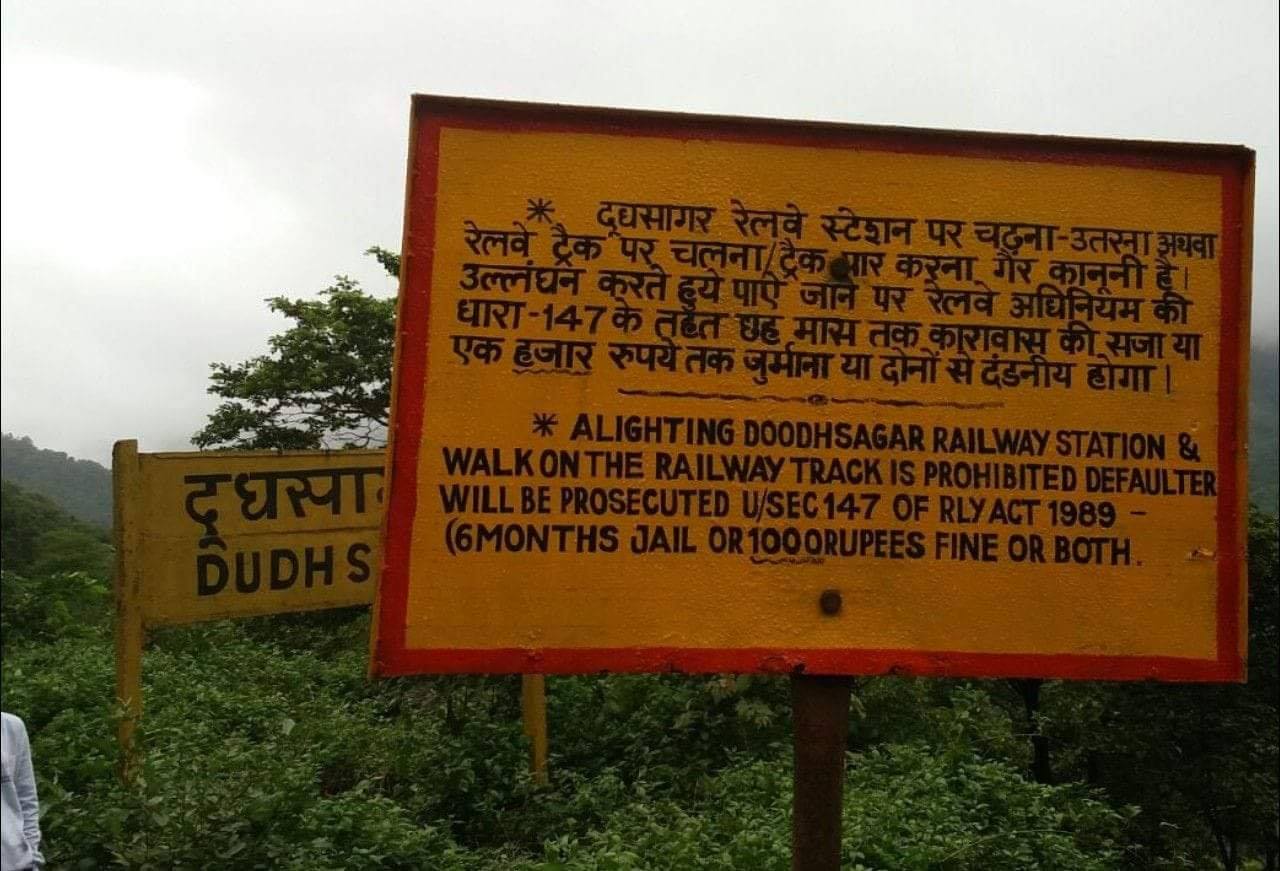 * दूधसागर रेलवे स्टेशन पर चढ़ना-उतरना अथवा
रेलवे ट्रैक पर चलना/ट्रैक पार करना गैर कानूनी है।
उल्लंघन करते हुये पाऐ जाने पर रेलवे अधिनियम की
धारा-147 के तहत छह मास तक कारावास की सजा या
एक हजार रुपये तक जुर्माना या दोनों से दंडनीय होगा।
* ALIGHTING DOODHSAGAR RAILWAY STATION &
WALK ON THE RAILWAY TRACK IS PROHIBITED DEFAULTER
WILL BE PROSECUTED U/SEC 147 OF RLY ACT 1989 -
(6 MONTHS JAIL OR 1000 RUPEES FINE OR BOTH.
दूधसा
DUDHS